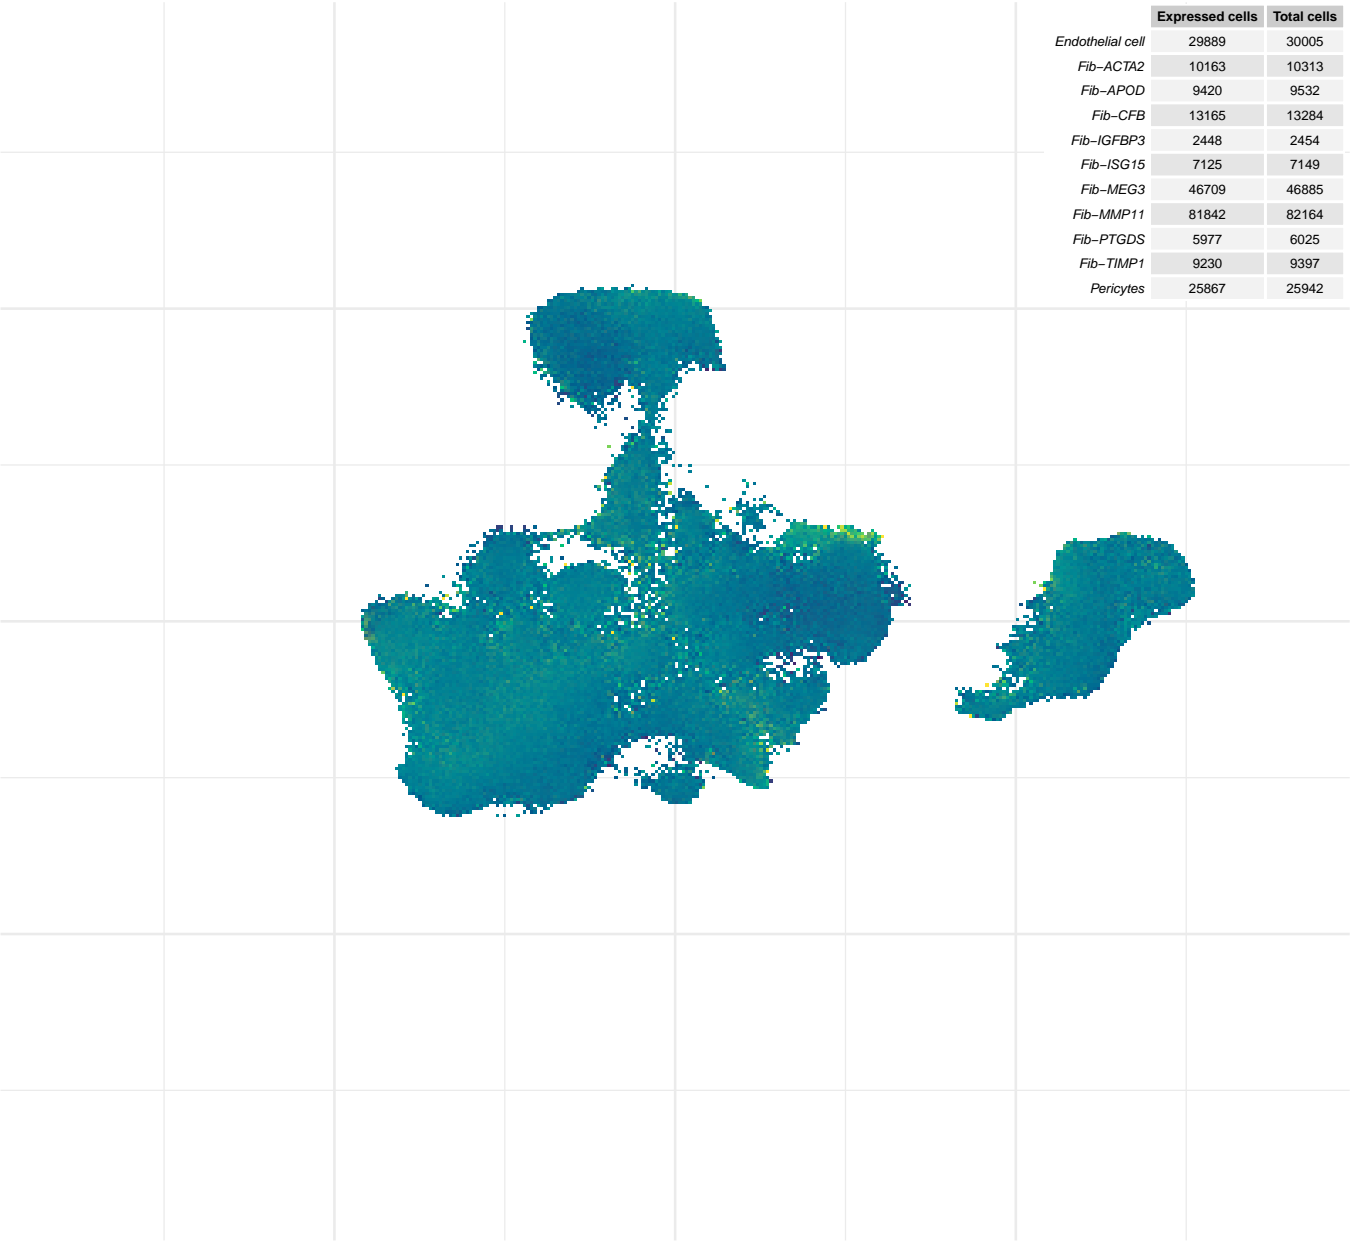 Expressed cells Total cells
Endothelial cell 29889 30005
Fib−ACTA2 10163 10313
Fib−APOD 9420 9532
Fib−CFB 13165 13284
Fib−IGFBP3 2448 2454
Fib−ISG15 7125 7149
Fib−MEG3 46709 46885
Fib−MMP11 81842 82164
Fib−PTGDS 5977 6025
Fib−TIMP1 9230 9397
Pericytes 25867 25942